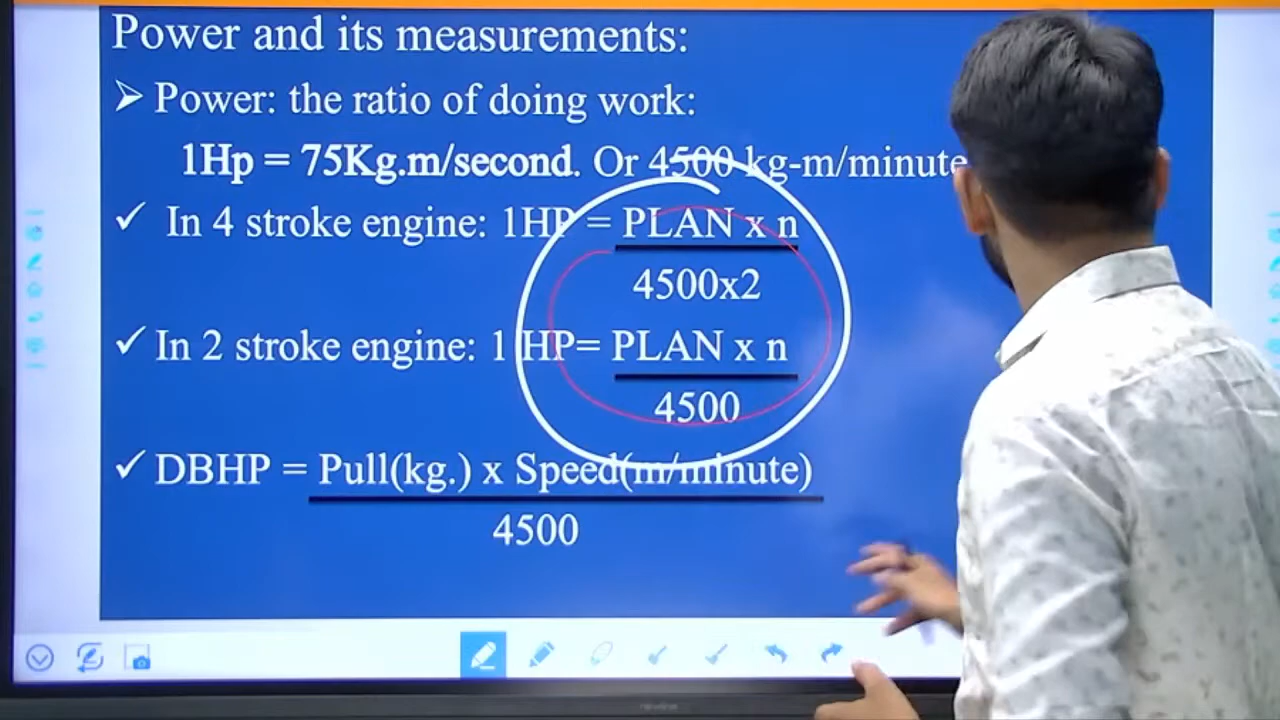 Power and its measurements:
➢ Power: the ratio of doing work:
1Hp = 75Kg.m/second. Or 4500 kg-m/minute
✓ In 4 stroke engine: 1HP = PLAN x n
4500x2
✓ In 2 stroke engine: 1 HP= PLAN x n
4500
✓ DBHP = Pull(kg.) x Speed(m/minute)
4500